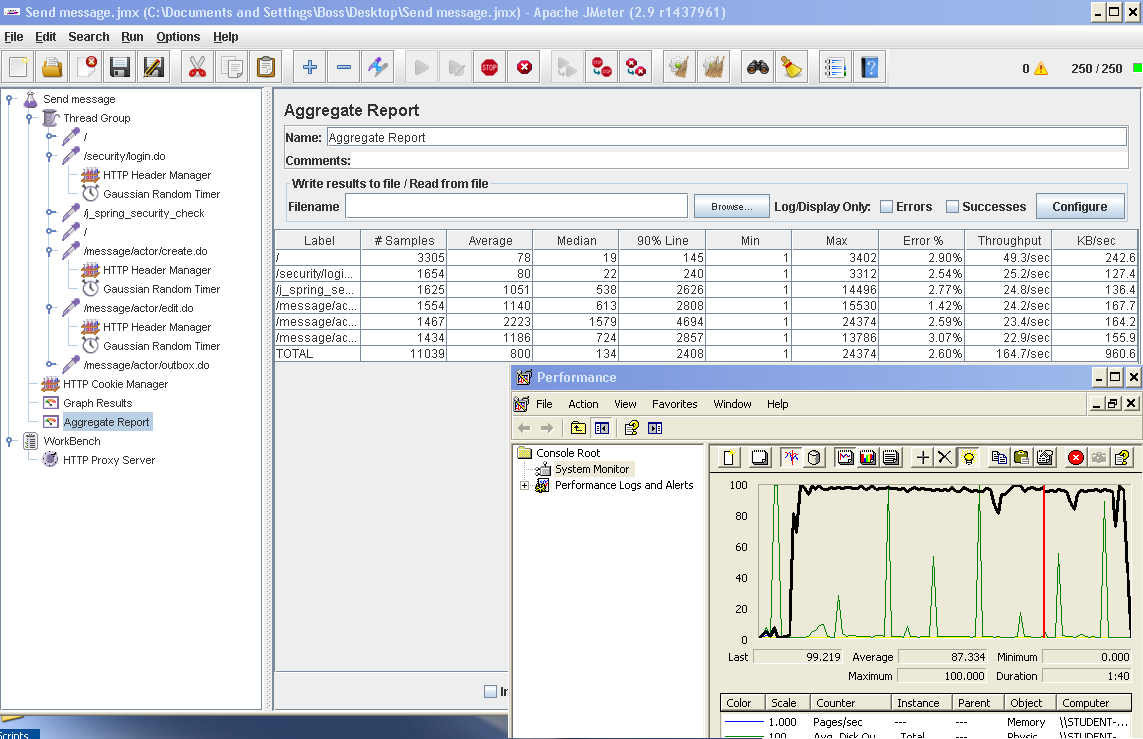 Send message.jmx (C:\Documents and Settings\Boss\Desktop\Send message.jmx) - Apache JMeter (2.9 r1437961)
File Edit Search Run Options Help
STOP
0 250 / 250
Send message
Thread Group
/
/security/login.do
HTTP Header Manager
Gaussian Random Timer
/j_spring_security_check
/
/message/actor/create.do
HTTP Header Manager
Gaussian Random Timer
/message/actor/edit.do
HTTP Header Manager
Gaussian Random Timer
/message/actor/outbox.do
HTTP Cookie Manager
Graph Results
Aggregate Report
WorkBench
HTTP Proxy Server
Aggregate Report
Name: Aggregate Report
Comments:
Write results to file / Read from file
Filename Browse... Log/Display Only: Errors Successes Configure
Label # Samples Average Median 90% Line Min Max Error % Throughput KB/sec
/ 3305 78 19 145 1 3402 2.90% 49.3/sec 242.6
/security/logi... 1654 80 22 240 1 3312 2.54% 25.2/sec 127.4
/j_spring_se... 1625 1051 538 2626 1 14496 2.77% 24.8/sec 136.4
/message/ac... 1554 1140 613 2808 1 15530 1.42% 24.2/sec 167.7
/message/ac... 1467 2223 1579 4694 1 24374 2.59% 23.4/sec 164.2
/message/ac... 1434 1186 724 2857 1 13786 3.07% 22.9/sec 155.9
TOTAL 11039 800 134 2408 1 24374 2.60% 164.7/sec 960.6
Performance
File Action View Favorites Window Help
Console Root
System Monitor
Performance Logs and Alerts
100
80
60
40
20
0
Last 99.219 Average 87.334 Minimum 0.000
Maximum 100.000 Duration 1:40
Color Scale Counter Instance Parent Object Computer
1.000 Pages/sec --- --- Memory \\STUDENT-...
100 Avg. Disk Qu Total --- Physic \\STUDENT-
In
Scripts